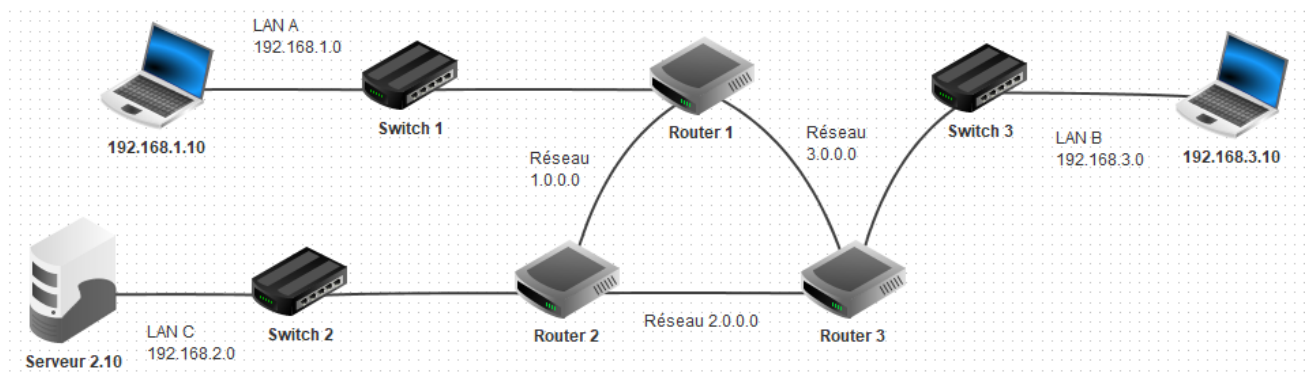 LAN A
192.168.1.0
192.168.1.10
Switch 1
Router 1
Réseau
1.0.0.0
Réseau
3.0.0.0
Switch 3
LAN B
192.168.3.0
192.168.3.10
Serveur 2.10
LAN C
192.168.2.0
Switch 2
Router 2
Réseau 2.0.0.0
Router 3